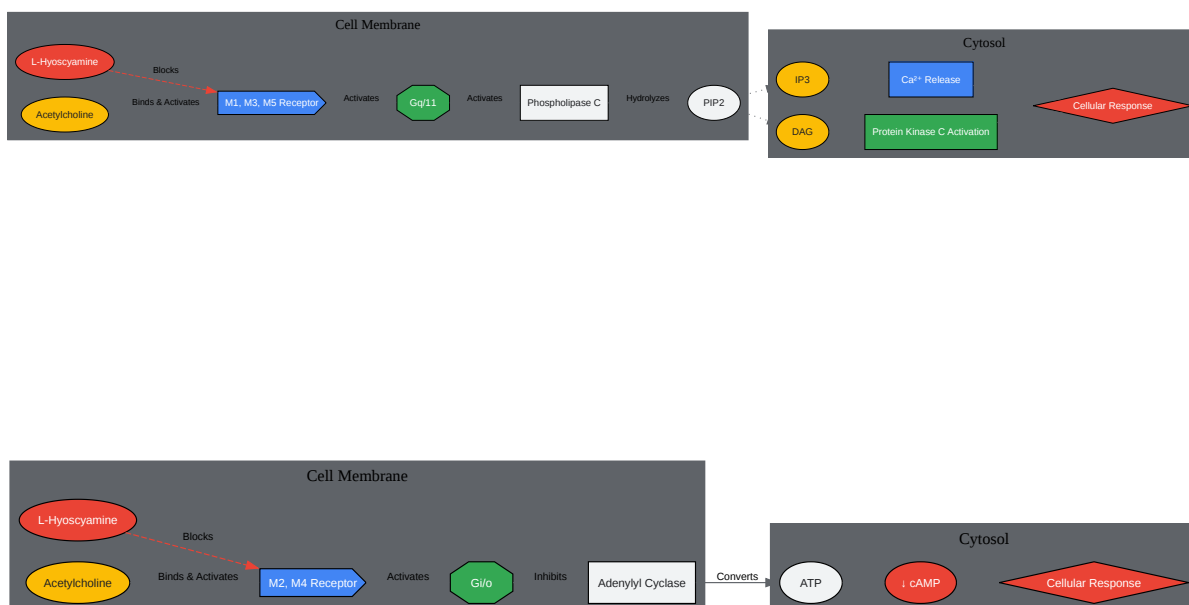 Cell Membrane
L-Hyoscyamine
Blocks
Acetylcholine
Binds & Activates
M1, M3, M5 Receptor
Activates
Gq/11
Activates
Phospholipase C
Hydrolyzes
PIP2
Cytosol
IP3
Ca²⁺ Release
DAG
Protein Kinase C Activation
Cellular Response
Cell Membrane
L-Hyoscyamine
Blocks
Acetylcholine
Binds & Activates
M2, M4 Receptor
Activates
Gi/o
Inhibits
Adenylyl Cyclase
Converts
Cytosol
ATP
↓ cAMP
Cellular Response